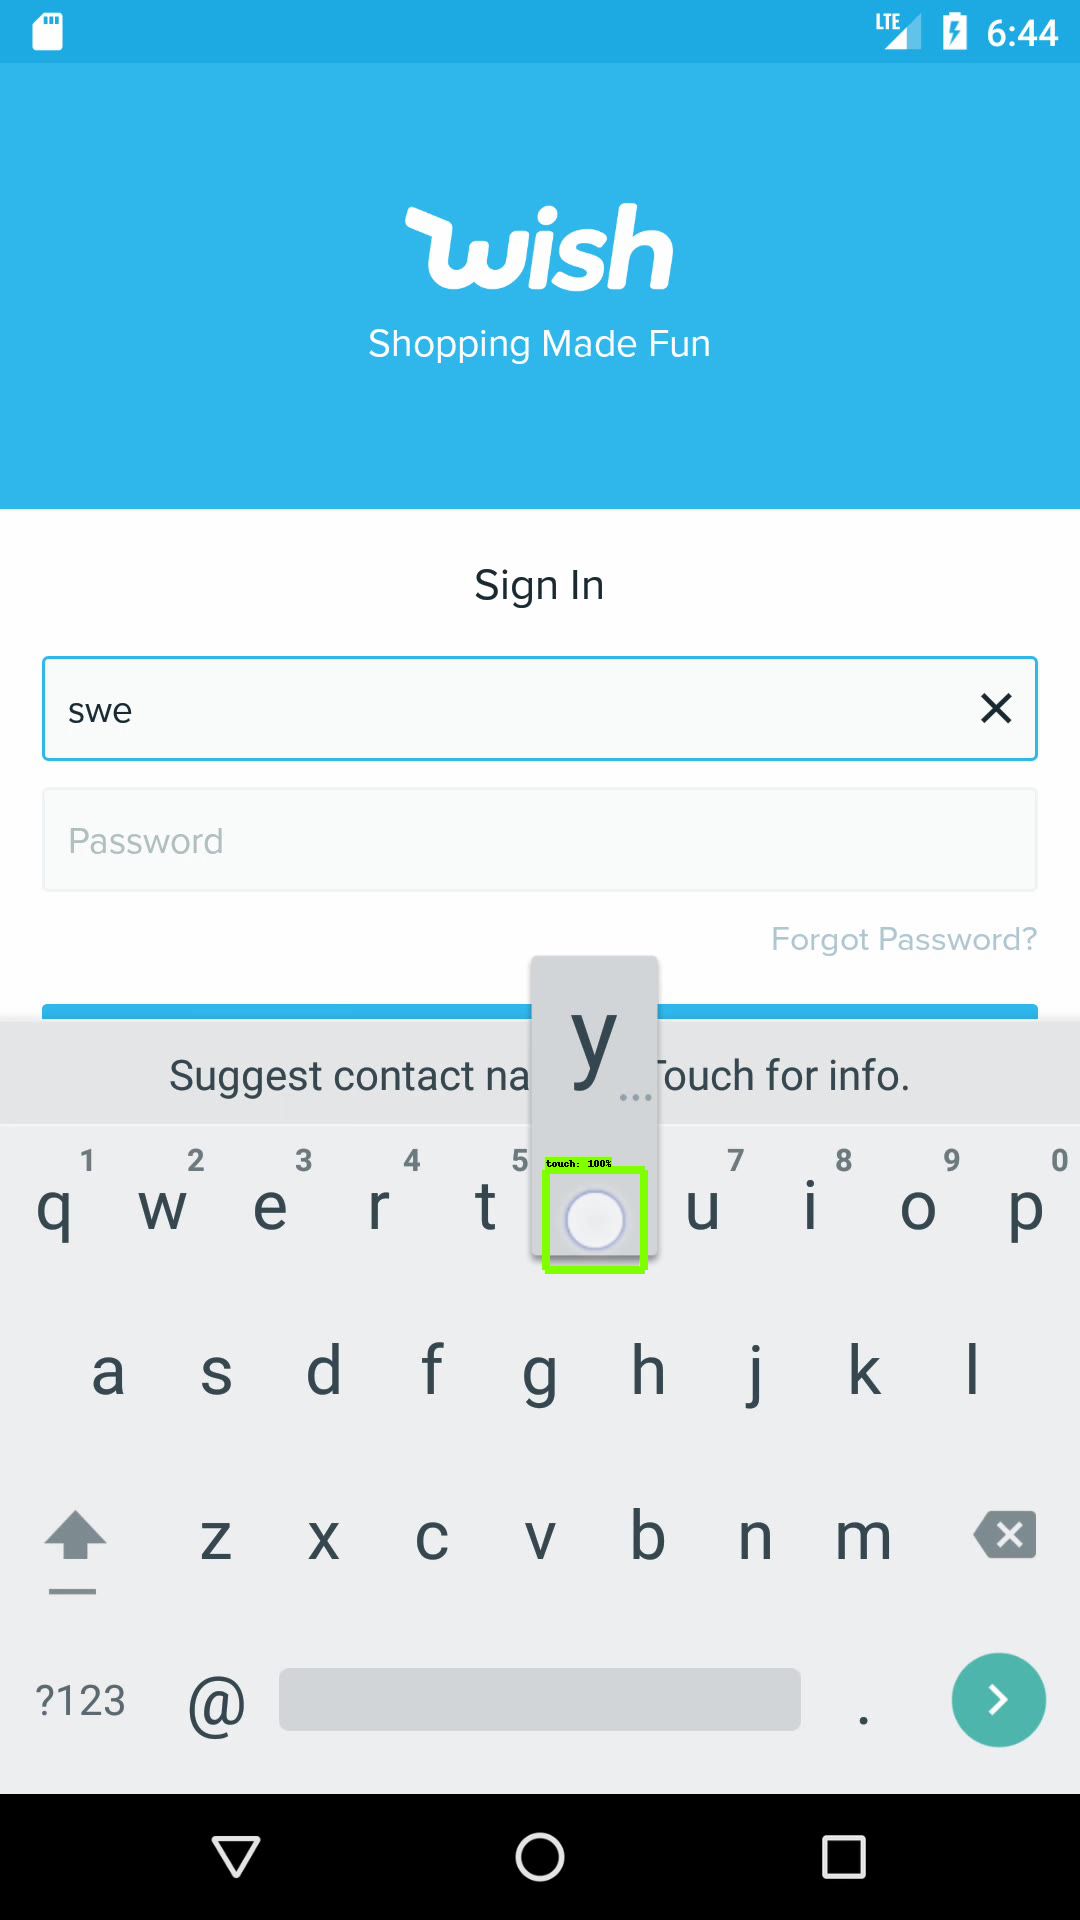 LTE 6:44
wish
Shopping Made Fun
Sign In
swe
Password
Forgot Password?
y
...
Suggest contact na Touch for info.
touch: 100%
1 2 3 4 5 7 8 9 0
q w e r t u i o p
a s d f g h j k l
z x c v b n m
?123 @ .